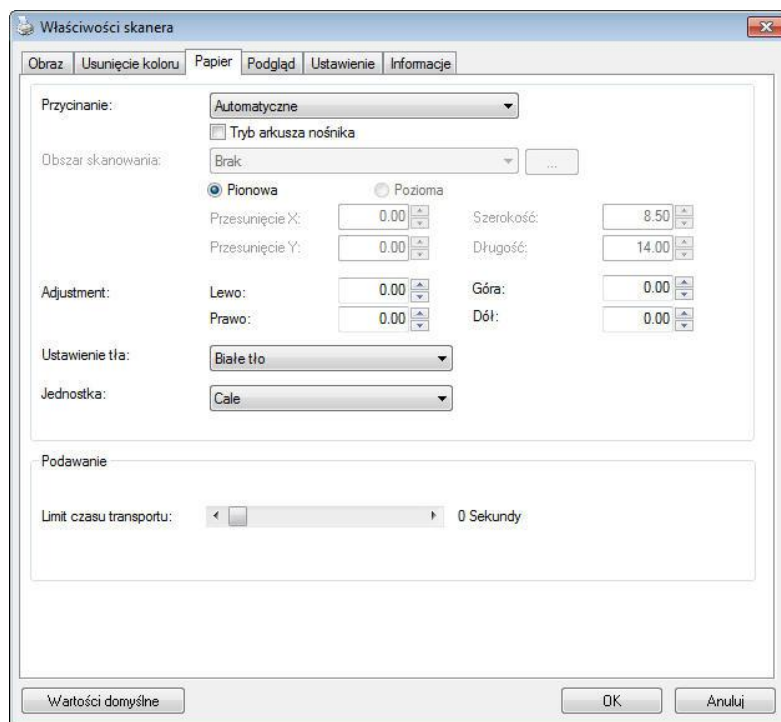 Właściwości skanera
Obraz Usunięcie koloru Papier Podgląd Ustawienie Informacje
Przycinanie: Automatyczne
Tryb arkusza nośnika
Obszar skanowania: Brak ...
Pionowa Pozioma
Przesunięcie X: 0.00 Szerokość: 8.50
Przesunięcie Y: 0.00 Długość: 14.00
Adjustment: Lewo: 0.00 Góra: 0.00
Prawo: 0.00 Dół: 0.00
Ustawienie tła: Białe tło
Jednostka: Cale
Podawanie
Limit czasu transportu: 0 Sekundy
Wartości domyślne OK Anuluj